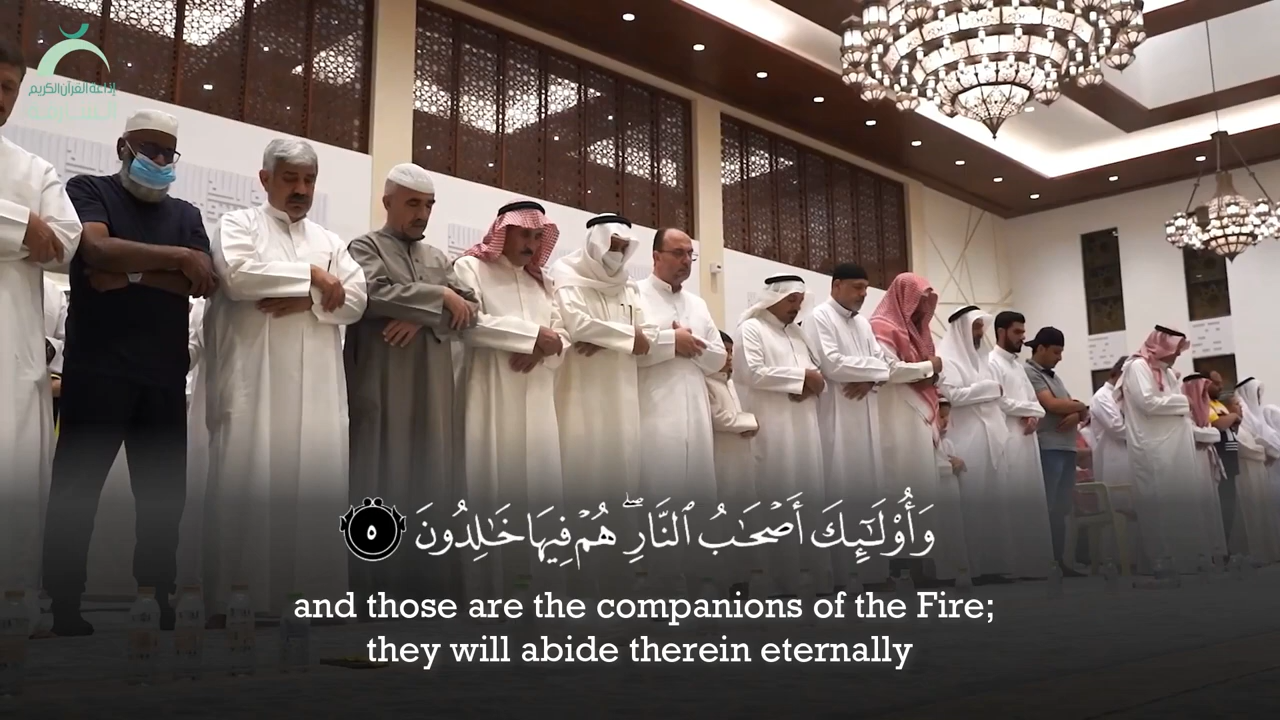 إذاعة القرآن الكريم
وَأُوْلَٰٓئِكَ أَصۡحَٰبُ ٱلنَّارِۖ هُمۡ فِيهَا خَٰلِدُونَ ٥
and those are the companions of the Fire;
they will abide therein eternally